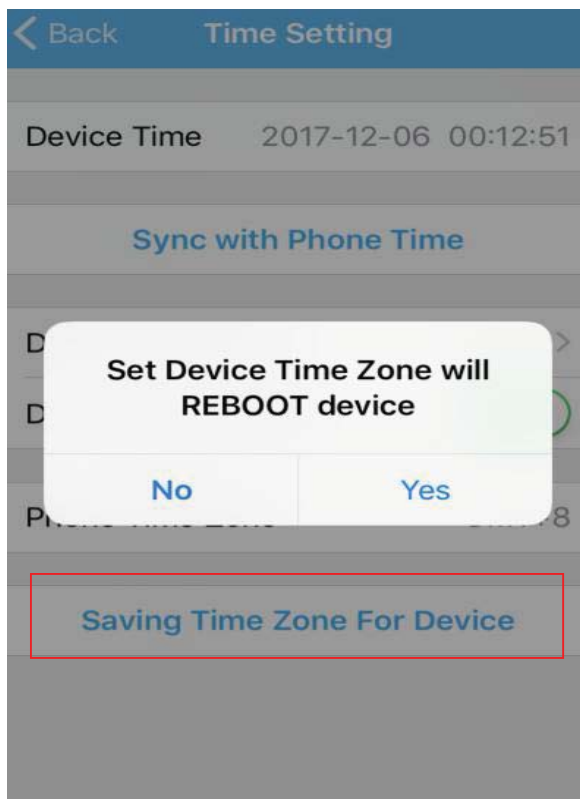 Back Time Setting
Device Time 2017-12-06 00:12:51
Sync with Phone Time
Set Device Time Zone will
REBOOT device
No Yes
Saving Time Zone For Device